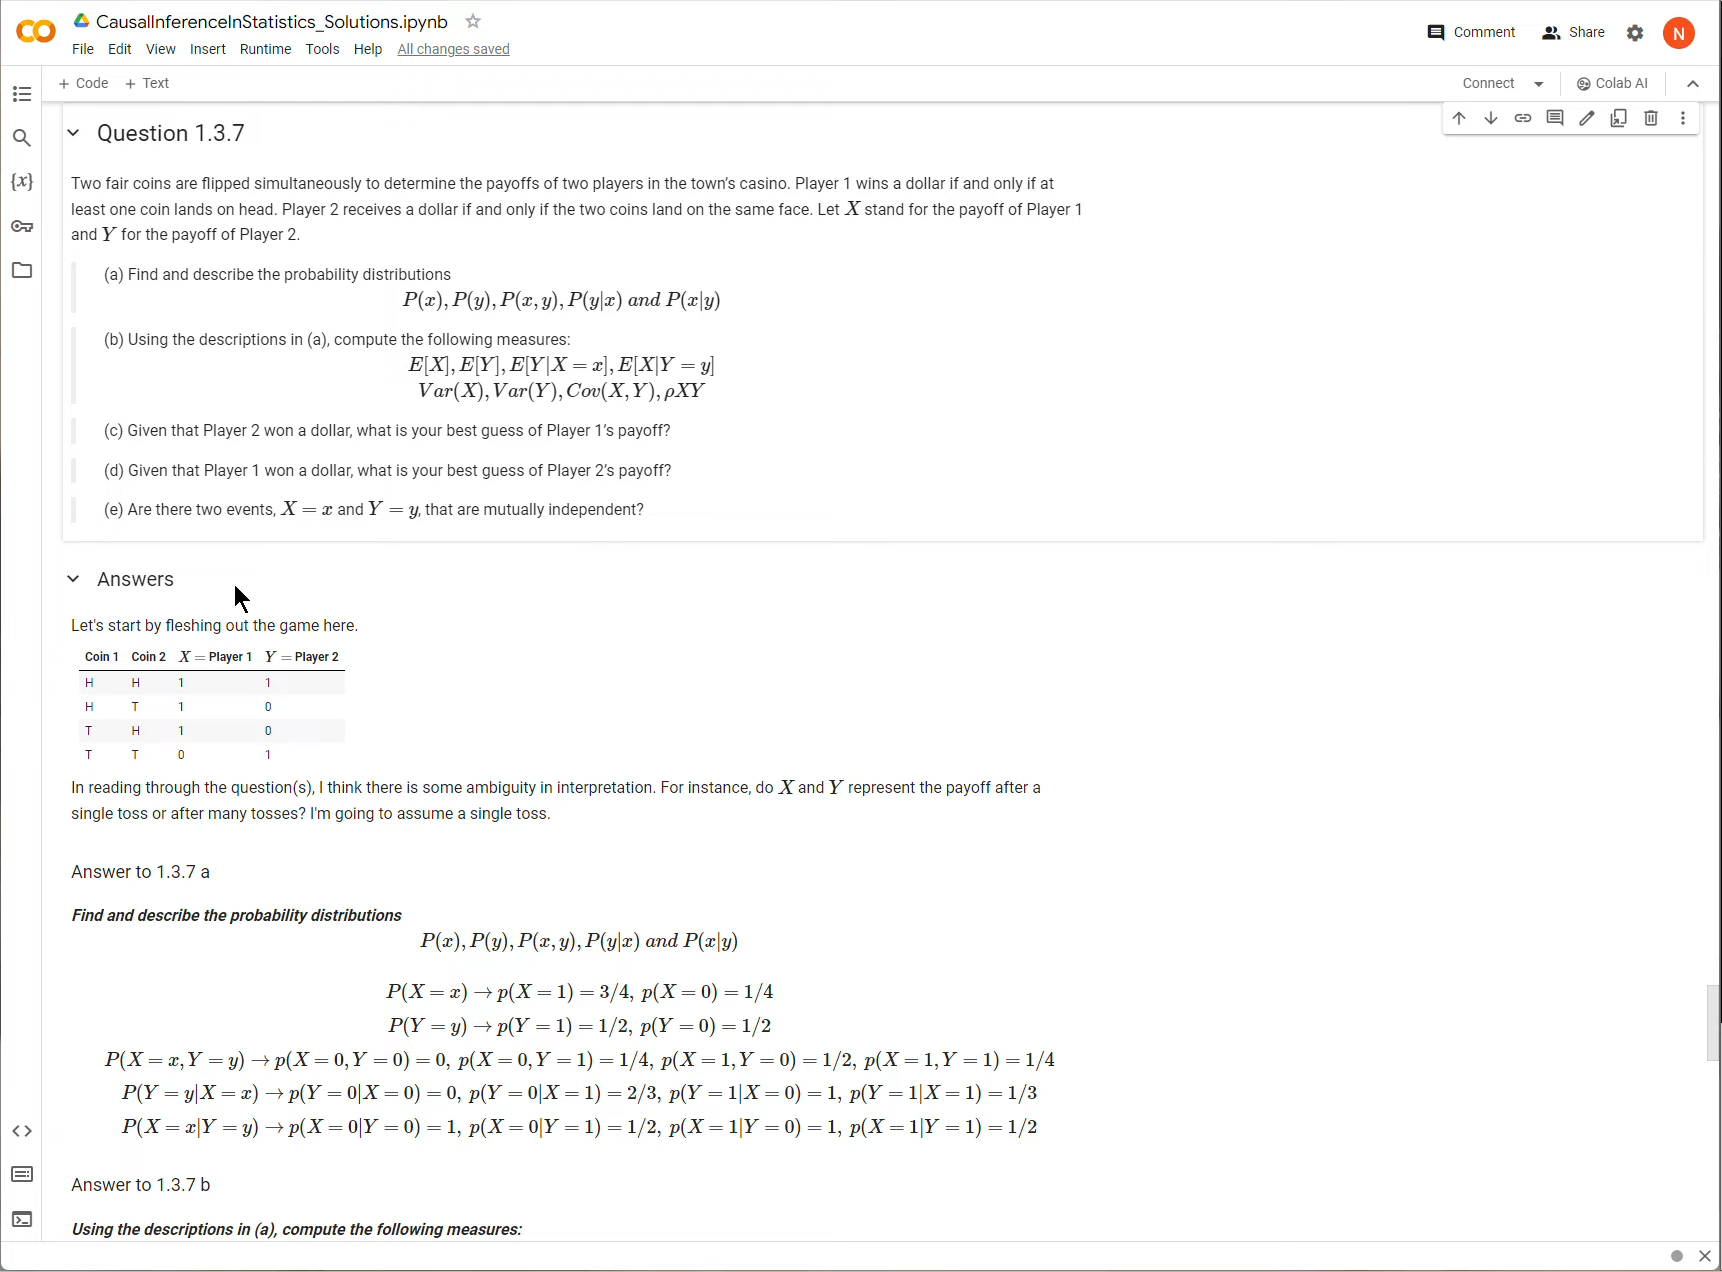 CausalInferenceInStatistics_Solutions.ipynb
File Edit View Insert Runtime Tools Help All changes saved
Comment Share N
+ Code + Text
Connect Colab AI
{x}
Question 1.3.7
Two fair coins are flipped simultaneously to determine the payoffs of two players in the town's casino. Player 1 wins a dollar if and only if at
least one coin lands on head. Player 2 receives a dollar if and only if the two coins land on the same face. Let X stand for the payoff of Player 1
and Y for the payoff of Player 2.
(a) Find and describe the probability distributions
P(x), P(y), P(x, y), P(y|x) and P(x|y)
(b) Using the descriptions in (a), compute the following measures:
E[X], E[Y], E[Y|X = x], E[X|Y = y]
Var(X), Var(Y), Cov(X, Y), ρXY
(c) Given that Player 2 won a dollar, what is your best guess of Player 1's payoff?
(d) Given that Player 1 won a dollar, what is your best guess of Player 2's payoff?
(e) Are there two events, X = x and Y = y, that are mutually independent?
Answers
Let's start by fleshing out the game here.
Coin 1 Coin 2 X = Player 1 Y = Player 2
H H 1 1
H T 1 0
T H 1 0
T T 0 1
In reading through the question(s), I think there is some ambiguity in interpretation. For instance, do X and Y represent the payoff after a
single toss or after many tosses? I'm going to assume a single toss.
Answer to 1.3.7 a
Find and describe the probability distributions
P(x), P(y), P(x, y), P(y|x) and P(x|y)
P(X = x) → p(X = 1) = 3/4, p(X = 0) = 1/4
P(Y = y) → p(Y = 1) = 1/2, p(Y = 0) = 1/2
P(X = x, Y = y) → p(X = 0, Y = 0) = 0, p(X = 0, Y = 1) = 1/4, p(X = 1, Y = 0) = 1/2, p(X = 1, Y = 1) = 1/4
P(Y = y|X = x) → p(Y = 0|X = 0) = 0, p(Y = 0|X = 1) = 2/3, p(Y = 1|X = 0) = 1, p(Y = 1|X = 1) = 1/3
P(X = x|Y = y) → p(X = 0|Y = 0) = 1, p(X = 0|Y = 1) = 1/2, p(X = 1|Y = 0) = 1, p(X = 1|Y = 1) = 1/2
Answer to 1.3.7 b
Using the descriptions in (a), compute the following measures: